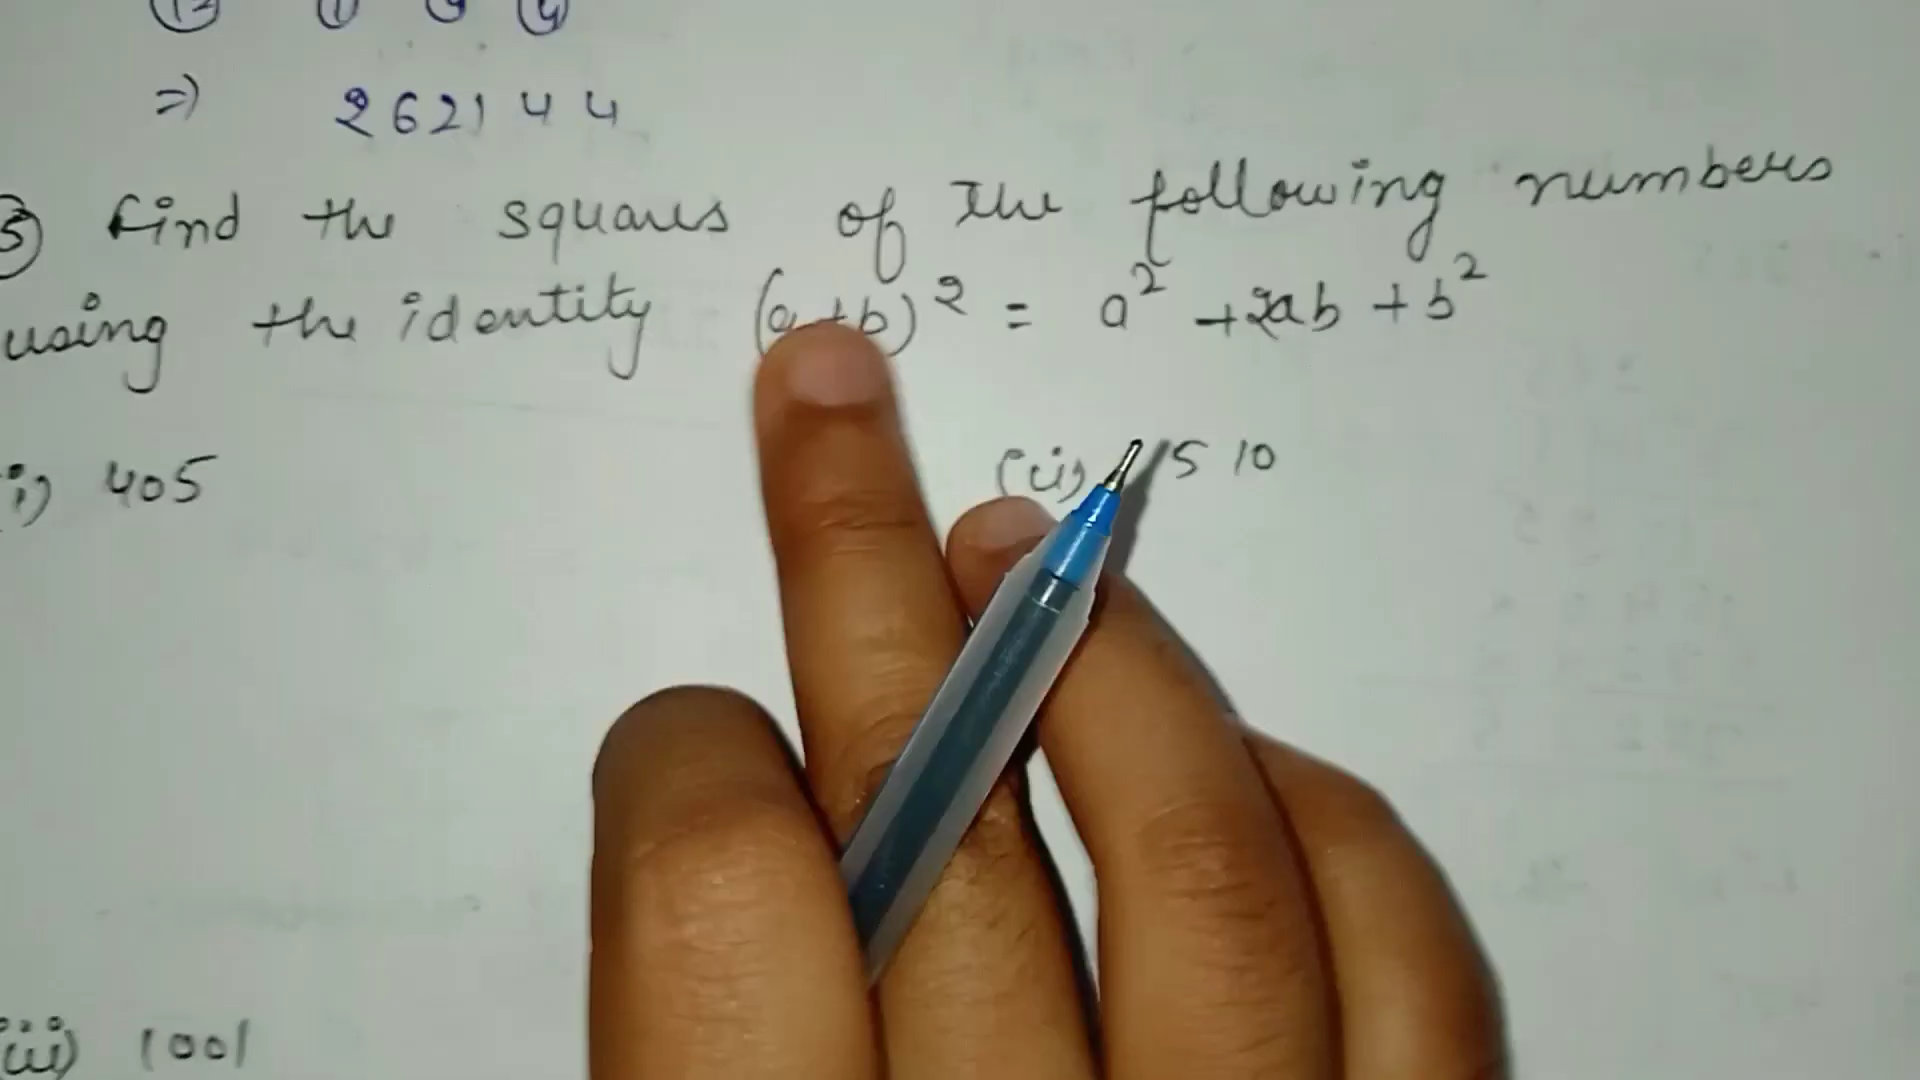 =) 262144
⑤ Find the squares of the following numbers
using the identity (a+b)² = a² +2ab +b²
(i) 405 (ii) 510
(iii) 1001